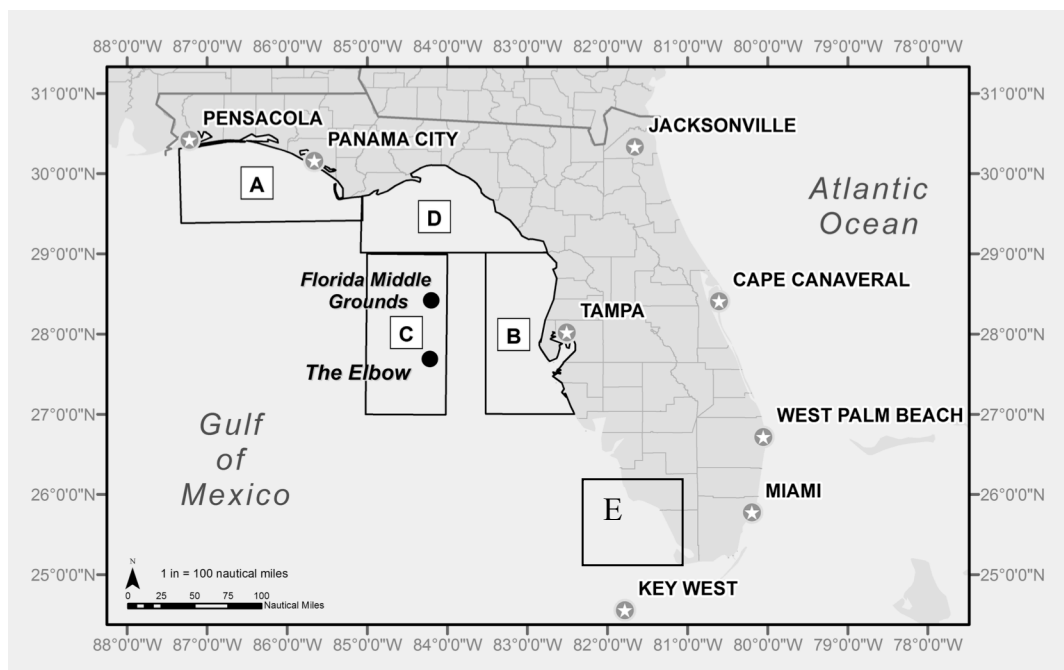 88°0'0"W 87°0'0"W 86°0'0"W 85°0'0"W 84°0'0"W 83°0'0"W 82°0'0"W 81°0'0"W 80°0'0"W 79°0'0"W 78°0'0"W
31°0'0"N 31°0'0"N
PENSACOLA
JACKSONVILLE
PANAMA CITY
30°0'0"N 30°0'0"N
A
Atlantic
Ocean
D
29°0'0"N 29°0'0"N
Florida Middle
Grounds
CAPE CANAVERAL
TAMPA
28°0'0"N 28°0'0"N
C
B
The Elbow
27°0'0"N 27°0'0"N
WEST PALM BEACH
Gulf
of
Mexico
26°0'0"N 26°0'0"N
MIAMI
E
25°0'0"N 25°0'0"N
N
1 in = 100 nautical miles
KEY WEST
0 25 50 75 100
Nautical Miles
88°0'0"W 87°0'0"W 86°0'0"W 85°0'0"W 84°0'0"W 83°0'0"W 82°0'0"W 81°0'0"W 80°0'0"W 79°0'0"W 78°0'0"W